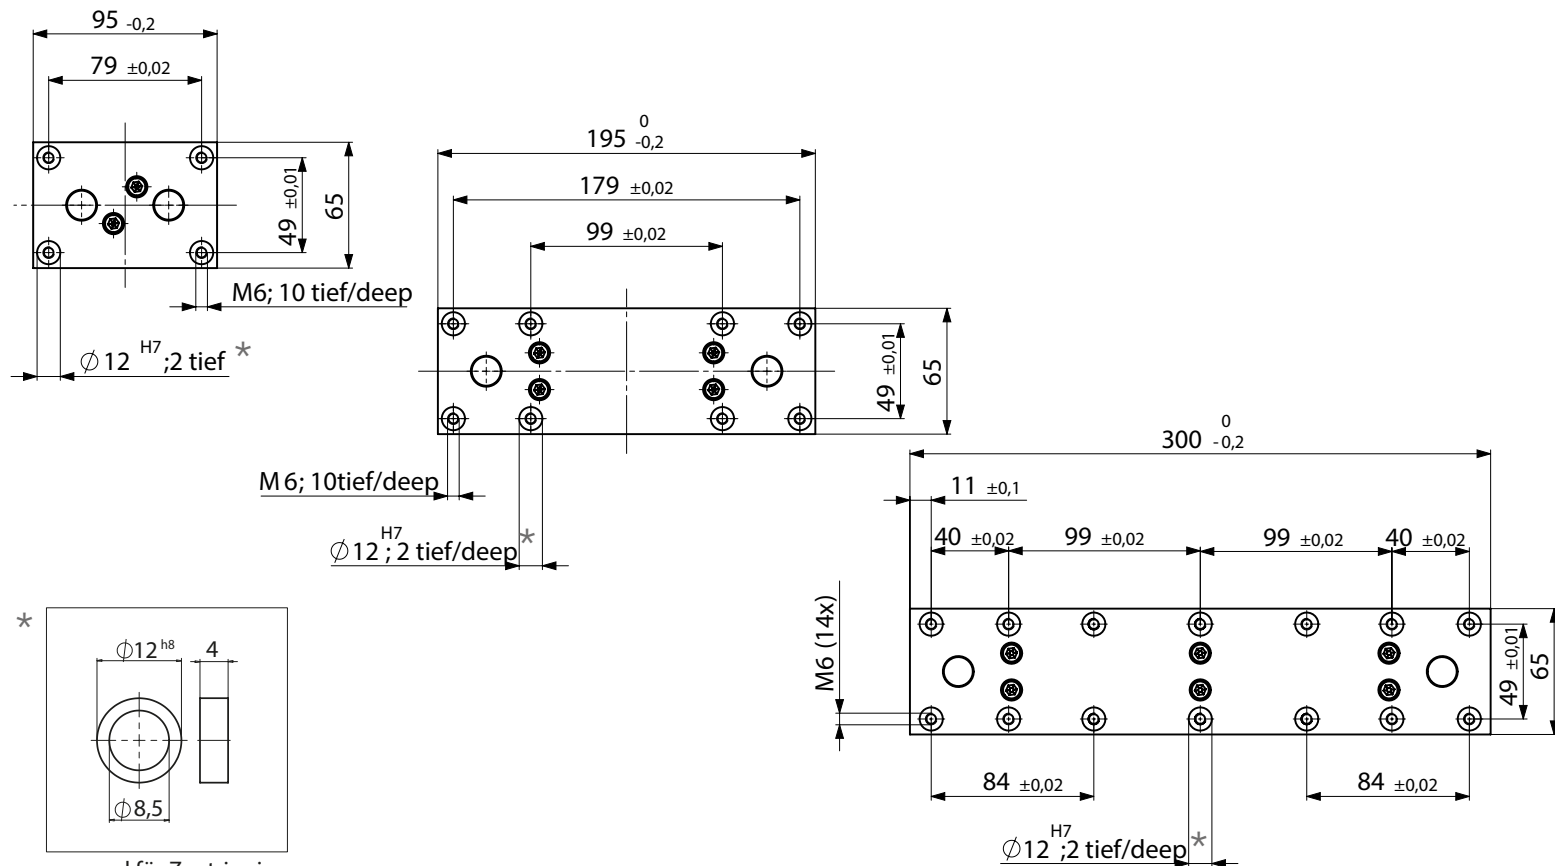 95 -0,2
79 ±0,02
49 ±0,01
65
M6; 10 tief/deep
∅12 H7 ;2 tief *
195 0 -0,2
179 ±0,02
99 ±0,02
49 ±0,01
65
M6; 10tief/deep
∅12 H7 ; 2 tief/deep *
300 0 -0,2
11 ±0,1
40 ±0,02 99 ±0,02 99 ±0,02 40 ±0,02
M6 (14x)
49 ±0,01
65
84 ±0,02 84 ±0,02
∅12 H7 ;2 tief/deep *
*
∅12 h8 4
∅8,5
für